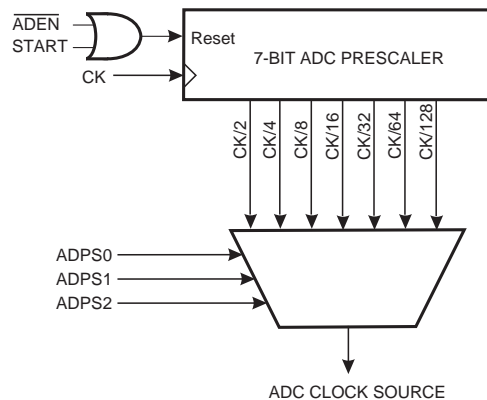 ADEN
START
Reset
7-BIT ADC PRESCALER
CK
CK/2
CK/4
CK/8
CK/16
CK/32
CK/64
CK/128
ADPS0
ADPS1
ADPS2
ADC CLOCK SOURCE